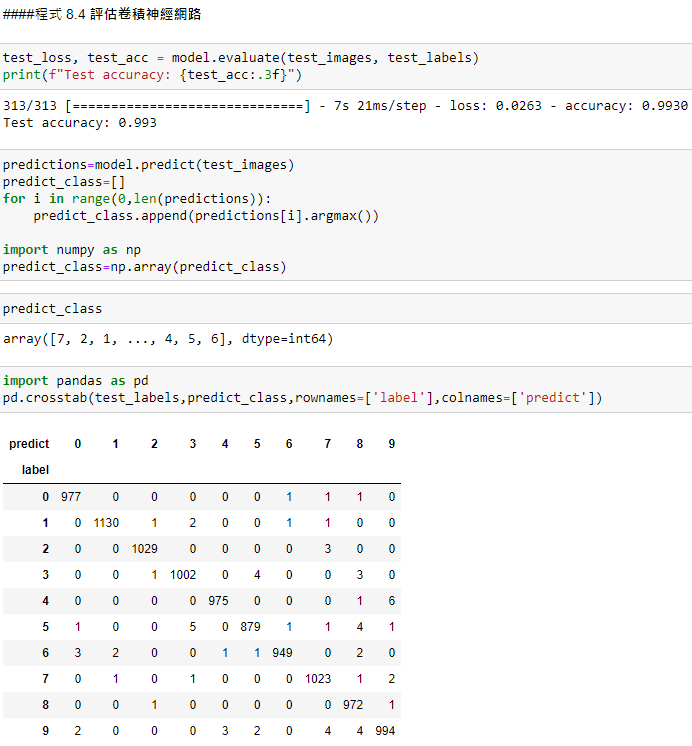 ####程式 8.4 評估卷積神經網路
test_loss, test_acc = model.evaluate(test_images, test_labels)
print(f"Test accuracy: {test_acc:.3f}")
313/313 [==============================] - 7s 21ms/step - loss: 0.0263 - accuracy: 0.9930
Test accuracy: 0.993
predictions=model.predict(test_images)
predict_class=[]
for i in range(0,len(predictions)):
    predict_class.append(predictions[i].argmax())
import numpy as np
predict_class=np.array(predict_class)
predict_class
array([7, 2, 1, ..., 4, 5, 6], dtype=int64)
import pandas as pd
pd.crosstab(test_labels,predict_class,rownames=['label'],colnames=['predict'])
predict 0 1 2 3 4 5 6 7 8 9
label
0 977 0 0 0 0 0 1 1 1 0
1 0 1130 1 2 0 0 1 1 0 0
2 0 0 1029 0 0 0 0 3 0 0
3 0 0 1 1002 0 4 0 0 3 0
4 0 0 0 0 975 0 0 0 1 6
5 1 0 0 5 0 879 1 1 4 1
6 3 2 0 0 1 1 949 0 2 0
7 0 1 0 1 0 0 0 1023 1 2
8 0 0 1 0 0 0 0 0 972 1
9 2 0 0 0 3 2 0 4 4 994